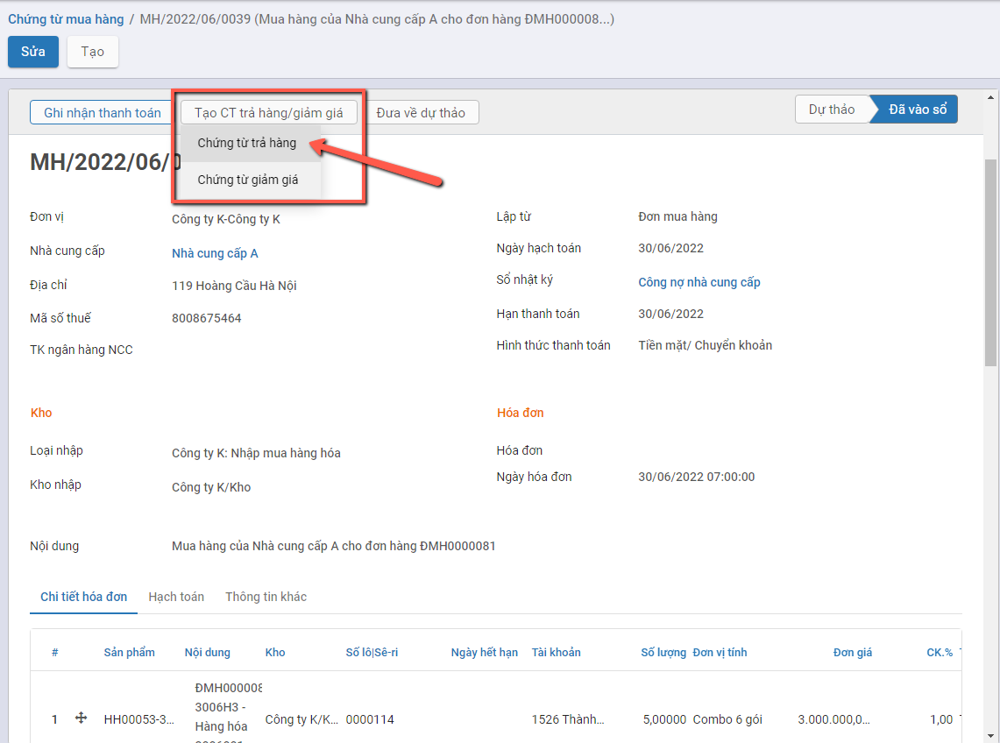 Chứng từ mua hàng / MH/2022/06/0039 (Mua hàng của Nhà cung cấp A cho đơn hàng ĐMH000008...)
Sửa Tạo
Ghi nhận thanh toán Tạo CT trả hàng/giảm giá Đưa về dự thảo Dự thảo Đã vào sổ
Chứng từ trả hàng
MH/2022/06/0
Chứng từ giảm giá
Đơn vị Công ty K-Công ty K Lập từ Đơn mua hàng
Nhà cung cấp Nhà cung cấp A Ngày hạch toán 30/06/2022
Địa chỉ 119 Hoàng Cầu Hà Nội Sổ nhật ký Công nợ nhà cung cấp
Mã số thuế 8008675464 Hạn thanh toán 30/06/2022
TK ngân hàng NCC Hình thức thanh toán Tiền mặt/ Chuyển khoản
Kho Hóa đơn
Loại nhập Công ty K: Nhập mua hàng hóa Hóa đơn
Kho nhập Công ty K/Kho Ngày hóa đơn 30/06/2022 07:00:00
Nội dung Mua hàng của Nhà cung cấp A cho đơn hàng ĐMH0000081
Chi tiết hóa đơn Hạch toán Thông tin khác
# Sản phẩm Nội dung Kho Số lô|Sê-ri Ngày hết hạn Tài khoản Số lượng Đơn vị tính Đơn giá CK.%
ĐMH000008
3006H3 -
1 HH00053-3... Hàng hóa Công ty K/K... 0000114 1526 Thành... 5,00000 Combo 6 gói 3.000.000,0... 1,00